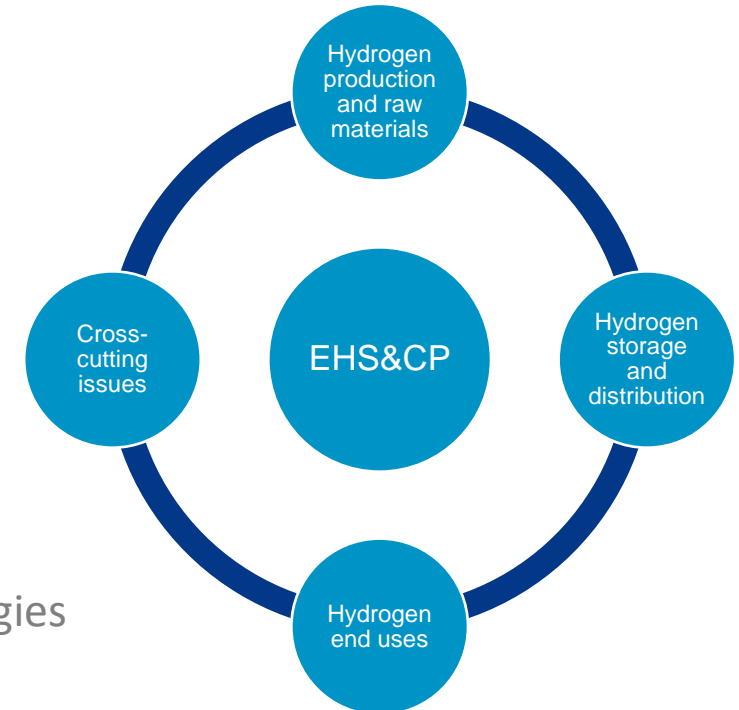 Hydrogen
production
and raw
materials
Cross-
cutting
issues
EHS&CP
Hydrogen
storage
and
distribution
gies
Hydrogen
end uses